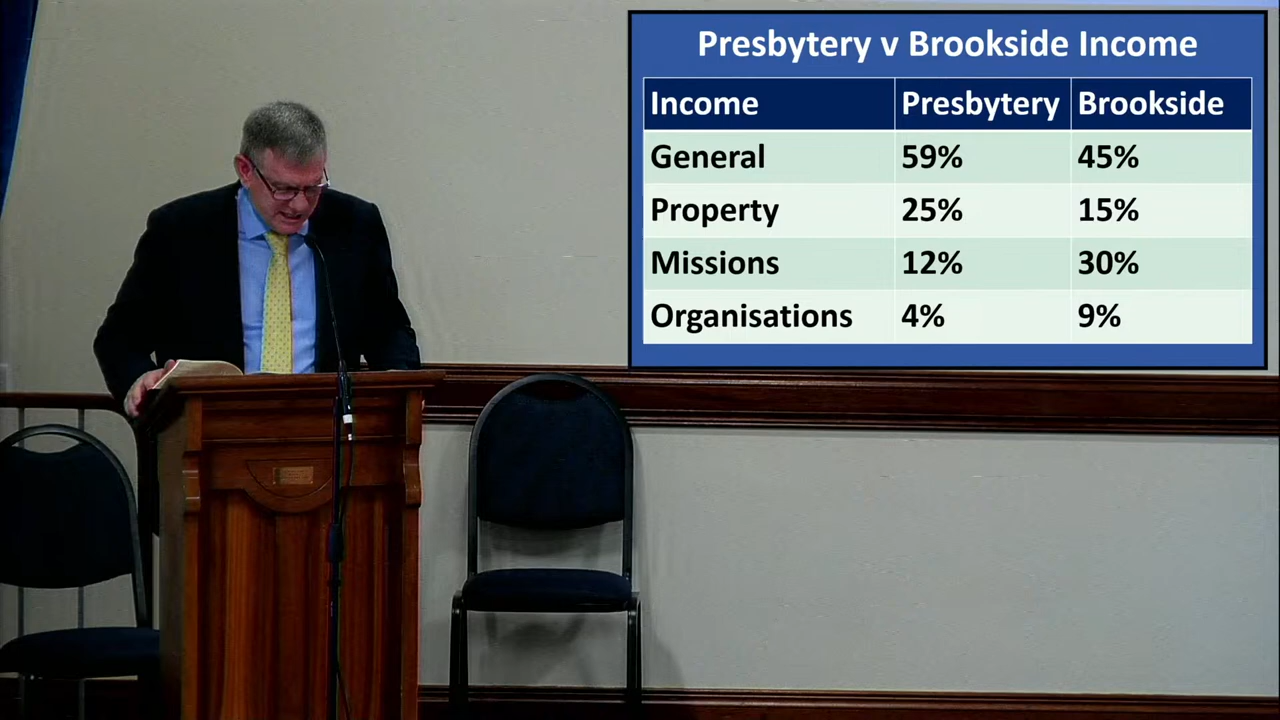 Presbytery v Brookside Income
Income Presbytery Brookside
General 59% 45%
Property 25% 15%
Missions 12% 30%
Organisations 4% 9%